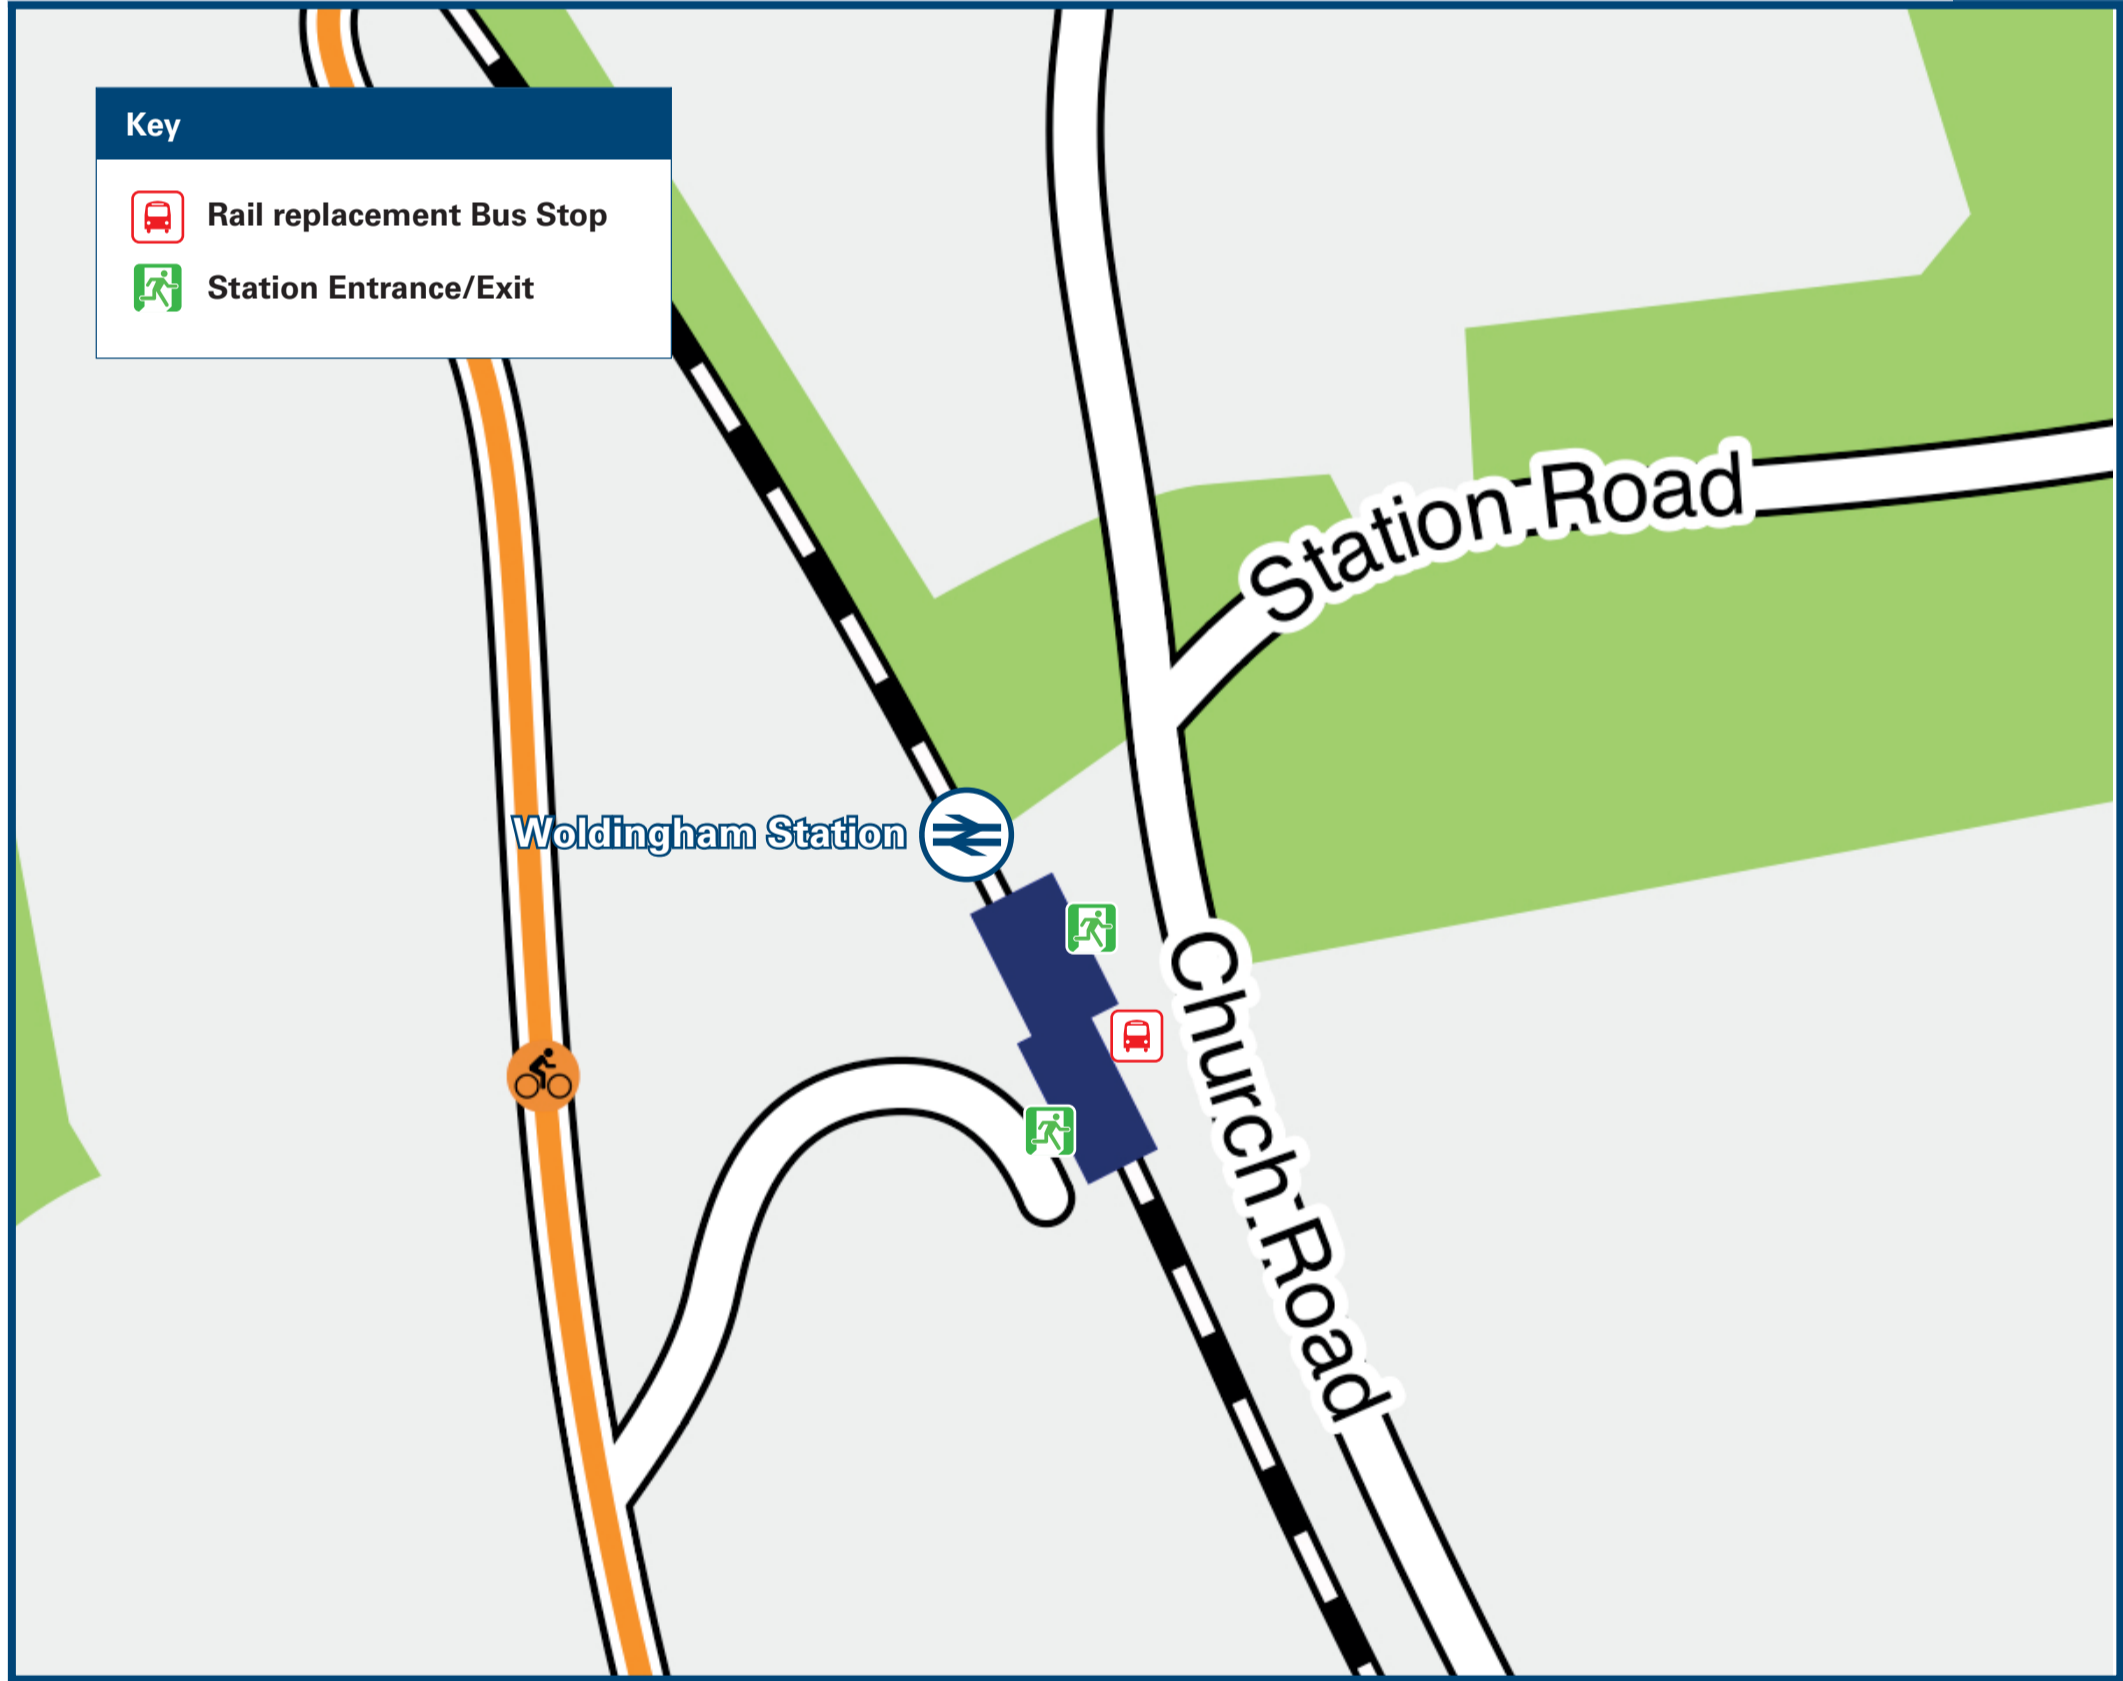 Key
Rail replacement Bus Stop
Station Entrance/Exit
Station Road
Woldingham Station
Church Road